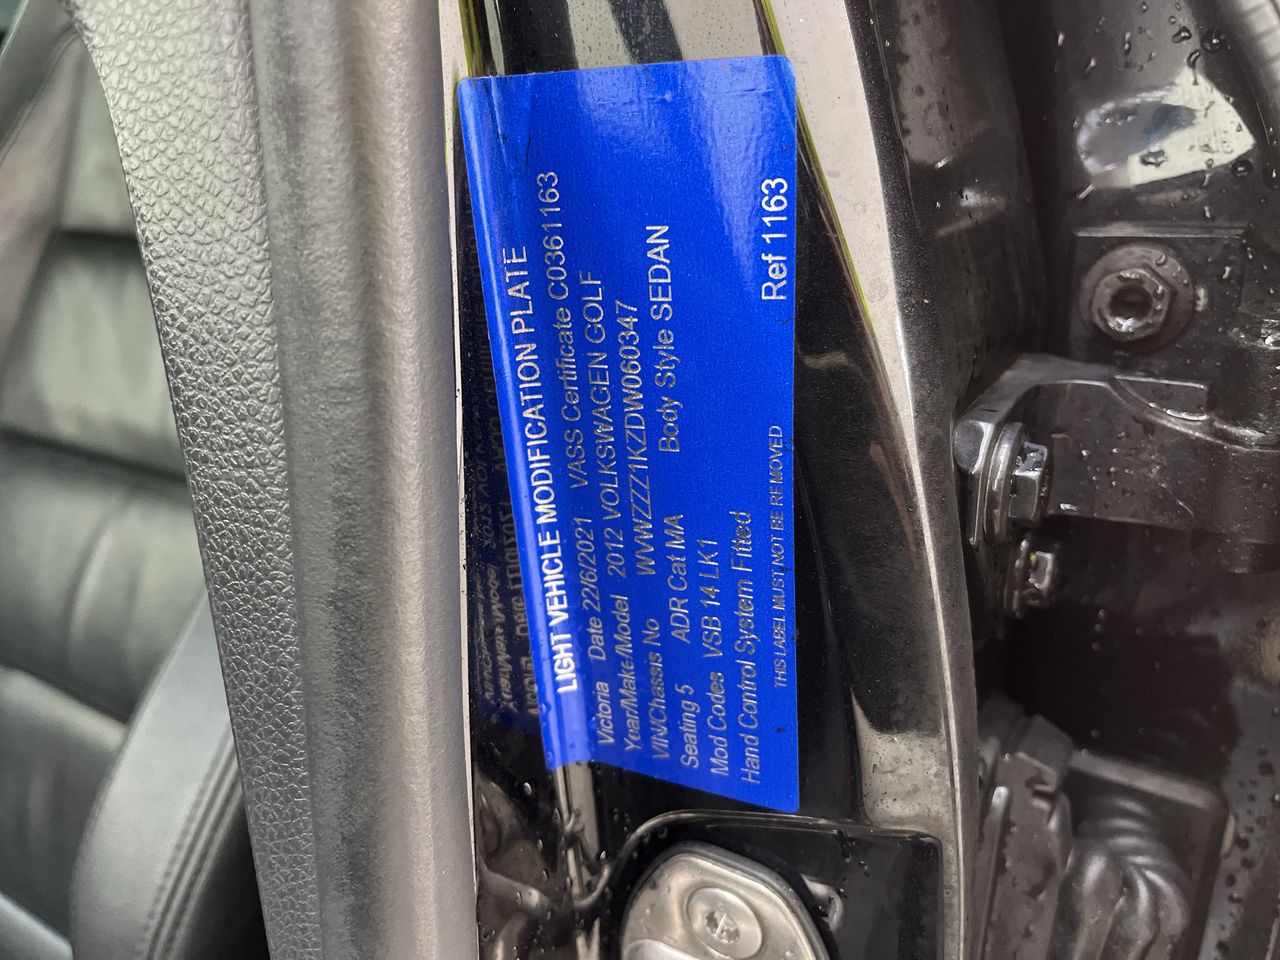 LIGHT VEHICLE MODIFICATION PLATE
Victoria Date 22/6/2021 VASS Certificate C0361163
Year/Make/Model 2012 VOLKSWAGEN GOLF
VIN/Chassis No WVWZZZ1KZDW060347
Seating 5 ADR Cat MA Body Style SEDAN
Mod Codes VSB 14 LK1
Hand Control System Fitted
Ref 1163
THIS LABEL MUST NOT BE REMOVED